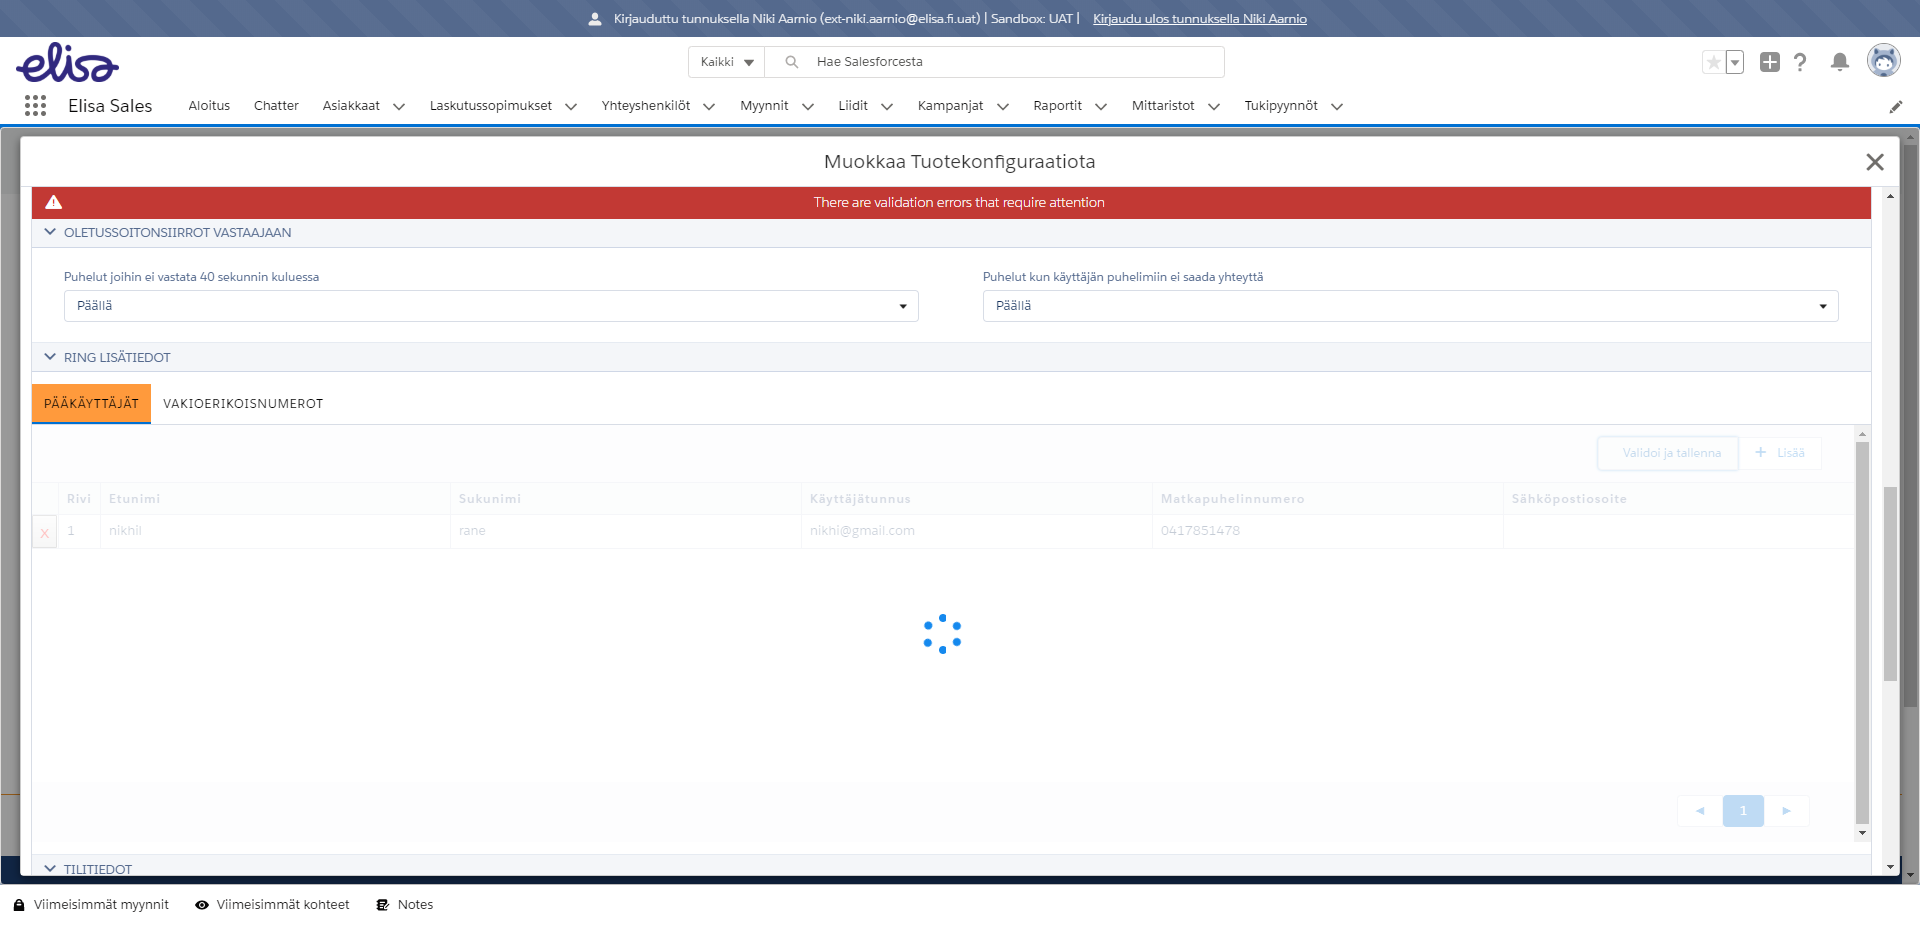 Kirjauduttu tunnuksella Niki Aarnio (ext-niki.aarnio@elisa.fi.uat) | Sandbox: UAT | Kirjaudu ulos tunnuksella Niki Aarnio
elisa
Kaikki Hae Salesforcesta
Elisa Sales Aloitus Chatter Asiakkaat Laskutussopimukset Yhteyshenkilöt Myynnit Liidit Kampanjat Raportit Mittaristot Tukipyynnöt
Muokkaa Tuotekonfiguraatiota
There are validation errors that require attention
OLETUSSOITONSIIRROT VASTAAJAAN
Puhelut joihin ei vastata 40 sekunnin kuluessa Puhelut kun käyttäjän puhelimiin ei saada yhteyttä
Päällä Päällä
RING LISÄTIEDOT
PÄÄKÄYTTÄJÄT VAKIOERIKOISNUMEROT
Validoi ja tallenna + Lisää
Rivi Etunimi Sukunimi Käyttäjätunnus Matkapuhelinnumero Sähköpostiosoite
X 1 nikhil rane nikhi@gmail.com 0417851478
1
TILITIEDOT
Viimeisimmät myynnit Viimeisimmät kohteet Notes